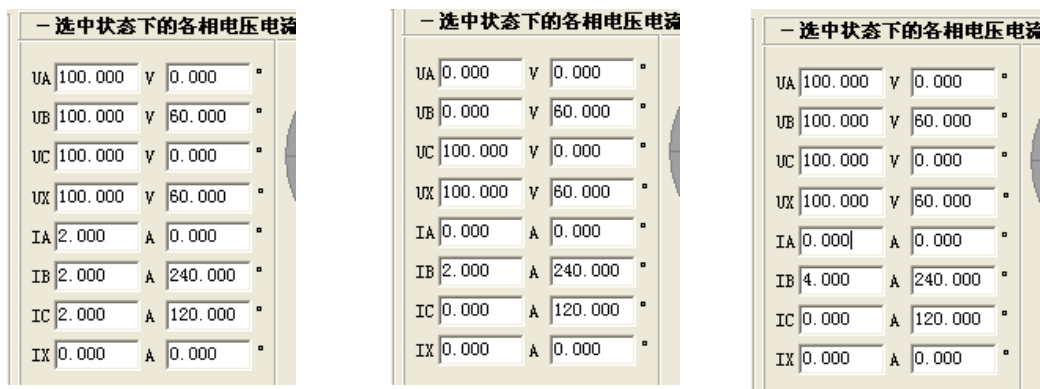 一选中状态下的各相电压电流
UA 100.000 V 0.000 °
UB 100.000 V 60.000 °
UC 100.000 V 0.000 °
UX 100.000 V 60.000 °
IA 2.000 A 0.000 °
IB 2.000 A 240.000 °
IC 2.000 A 120.000 °
IX 0.000 A 0.000 °
一选中状态下的各相电压电流
UA 0.000 V 0.000 °
UB 0.000 V 60.000 °
UC 100.000 V 0.000 °
UX 100.000 V 60.000 °
IA 0.000 A 0.000 °
IB 2.000 A 240.000 °
IC 0.000 A 120.000 °
IX 0.000 A 0.000 °
一选中状态下的各相电压电流
UA 100.000 V 0.000 °
UB 100.000 V 60.000 °
UC 100.000 V 0.000 °
UX 100.000 V 60.000 °
IA 0.000 A 0.000 °
IB 4.000 A 240.000 °
IC 0.000 A 120.000 °
IX 0.000 A 0.000 °